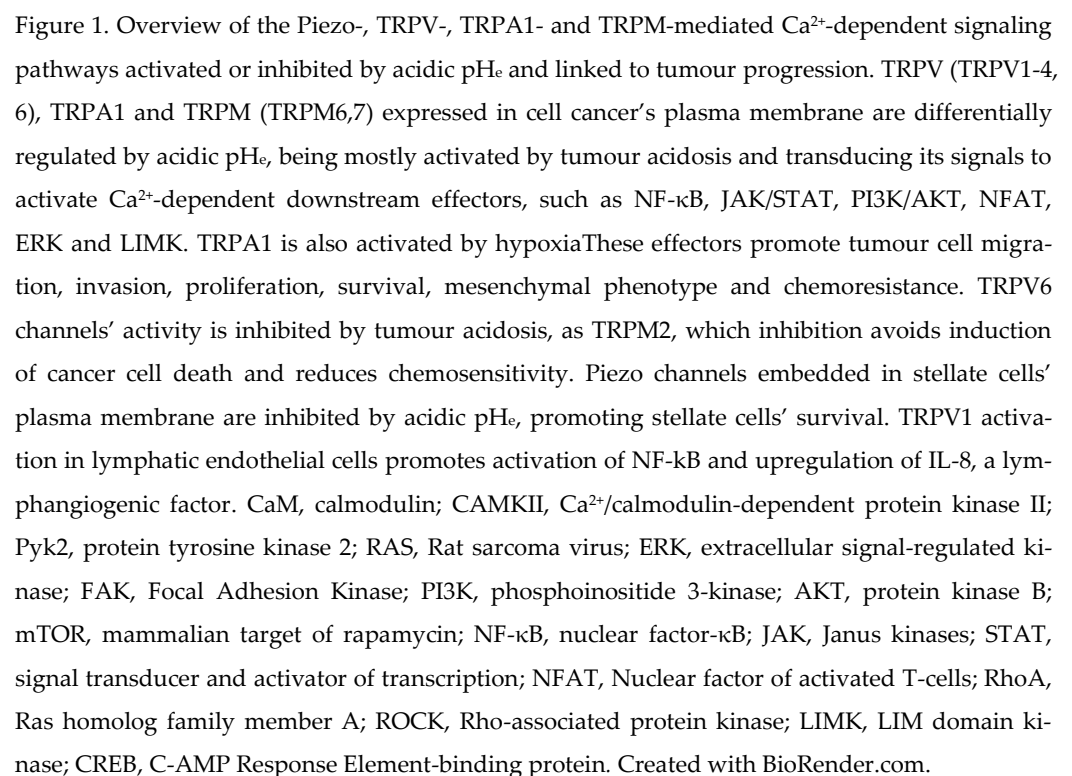 Figure 1. Overview of the Piezo-, TRPV-, TRPA1- and TRPM-mediated Ca²⁺-dependent signaling
pathways activated or inhibited by acidic pHₑ and linked to tumour progression. TRPV (TRPV1-4,
6), TRPA1 and TRPM (TRPM6,7) expressed in cell cancer's plasma membrane are differentially
regulated by acidic pHₑ, being mostly activated by tumour acidosis and transducing its signals to
activate Ca²⁺-dependent downstream effectors, such as NF-κB, JAK/STAT, PI3K/AKT, NFAT,
ERK and LIMK. TRPA1 is also activated by hypoxiaThese effectors promote tumour cell migra-
tion, invasion, proliferation, survival, mesenchymal phenotype and chemoresistance. TRPV6
channels' activity is inhibited by tumour acidosis, as TRPM2, which inhibition avoids induction
of cancer cell death and reduces chemosensitivity. Piezo channels embedded in stellate cells'
plasma membrane are inhibited by acidic pHₑ, promoting stellate cells' survival. TRPV1 activa-
tion in lymphatic endothelial cells promotes activation of NF-kB and upregulation of IL-8, a lym-
phangiogenic factor. CaM, calmodulin; CAMKII, Ca²⁺/calmodulin-dependent protein kinase II;
Pyk2, protein tyrosine kinase 2; RAS, Rat sarcoma virus; ERK, extracellular signal-regulated ki-
nase; FAK, Focal Adhesion Kinase; PI3K, phosphoinositide 3-kinase; AKT, protein kinase B;
mTOR, mammalian target of rapamycin; NF-κB, nuclear factor-κB; JAK, Janus kinases; STAT,
signal transducer and activator of transcription; NFAT, Nuclear factor of activated T-cells; RhoA,
Ras homolog family member A; ROCK, Rho-associated protein kinase; LIMK, LIM domain ki-
nase; CREB, C-AMP Response Element-binding protein. Created with BioRender.com.